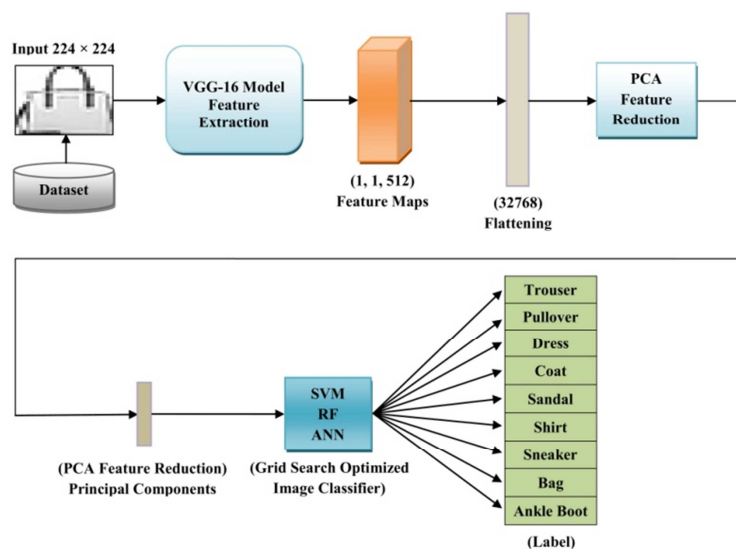 Input 224 × 224
Dataset
VGG-16 Model
Feature
Extraction
(1, 1, 512)
Feature Maps
(32768)
Flattening
PCA
Feature
Reduction
(PCA Feature Reduction)
Principal Components
SVM
RF
ANN
(Grid Search Optimized
Image Classifier)
Trouser
Pullover
Dress
Coat
Sandal
Shirt
Sneaker
Bag
Ankle Boot
(Label)